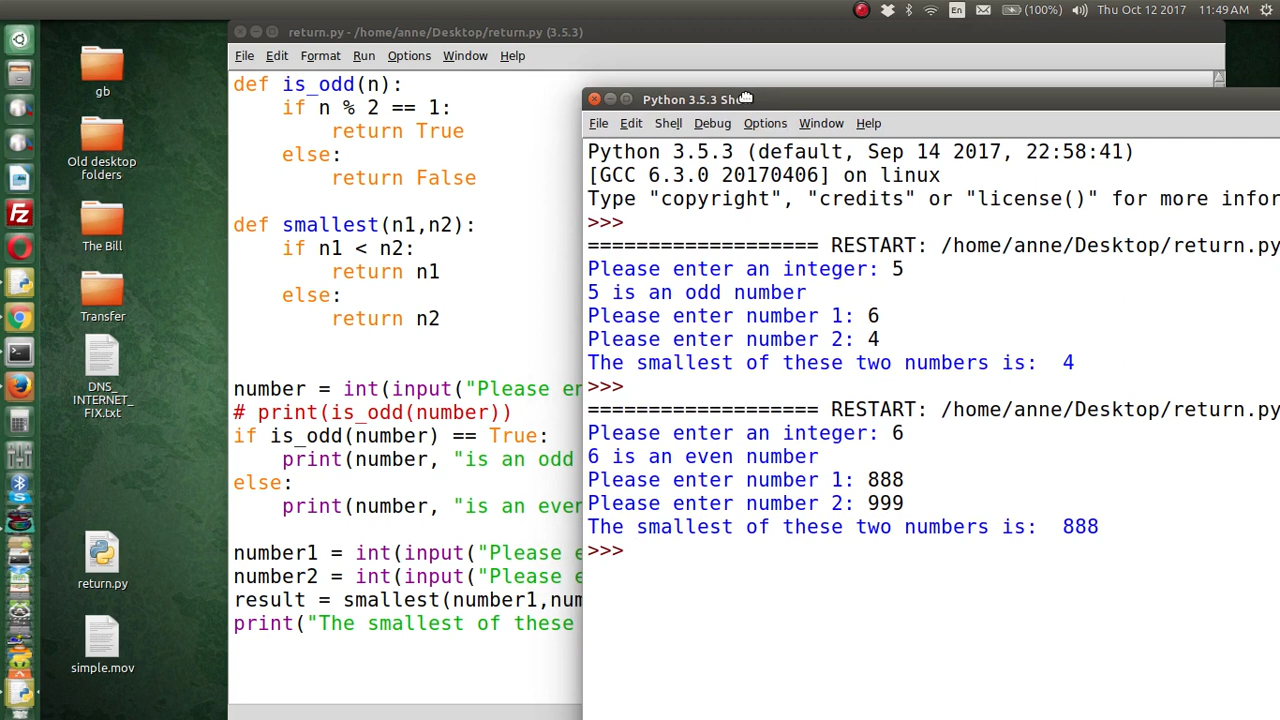 En
(100%)
Thu Oct 12 2017
11:49 AM
gb
Old desktop
folders
The Bill
Transfer
DNS_
INTERNET_
FIX.txt
return.py
simple.mov
return.py - /home/anne/Desktop/return.py (3.5.3)
File Edit Format Run Options Window Help
def is_odd(n):
if n % 2 == 1:
return True
else:
return False
def smallest(n1,n2):
if n1 < n2:
return n1
else:
return n2
number = int(input("Please en
# print(is_odd(number))
if is_odd(number) == True:
print(number, "is an odd
else:
print(number, "is an even
number1 = int(input("Please e
number2 = int(input("Please e
result = smallest(number1,num
print("The smallest of these
Python 3.5.3 She
File Edit Shell Debug Options Window Help
Python 3.5.3 (default, Sep 14 2017, 22:58:41)
[GCC 6.3.0 20170406] on linux
Type "copyright", "credits" or "license()" for more infor
>>>
=================== RESTART: /home/anne/Desktop/return.py
Please enter an integer: 5
5 is an odd number
Please enter number 1: 6
Please enter number 2: 4
The smallest of these two numbers is:  4
>>>
=================== RESTART: /home/anne/Desktop/return.py
Please enter an integer: 6
6 is an even number
Please enter number 1: 888
Please enter number 2: 999
The smallest of these two numbers is:  888
>>>